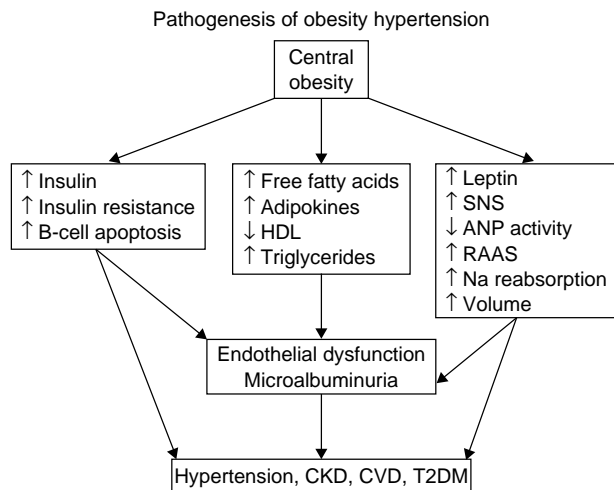 Pathogenesis of obesity hypertension
Central
obesity
↑ Insulin
↑ Insulin resistance
↑ B-cell apoptosis
↑ Free fatty acids
↑ Adipokines
↓ HDL
↑ Triglycerides
↑ Leptin
↑ SNS
↓ ANP activity
↑ RAAS
↑ Na reabsorption
↑ Volume
Endothelial dysfunction
Microalbuminuria
Hypertension, CKD, CVD, T2DM